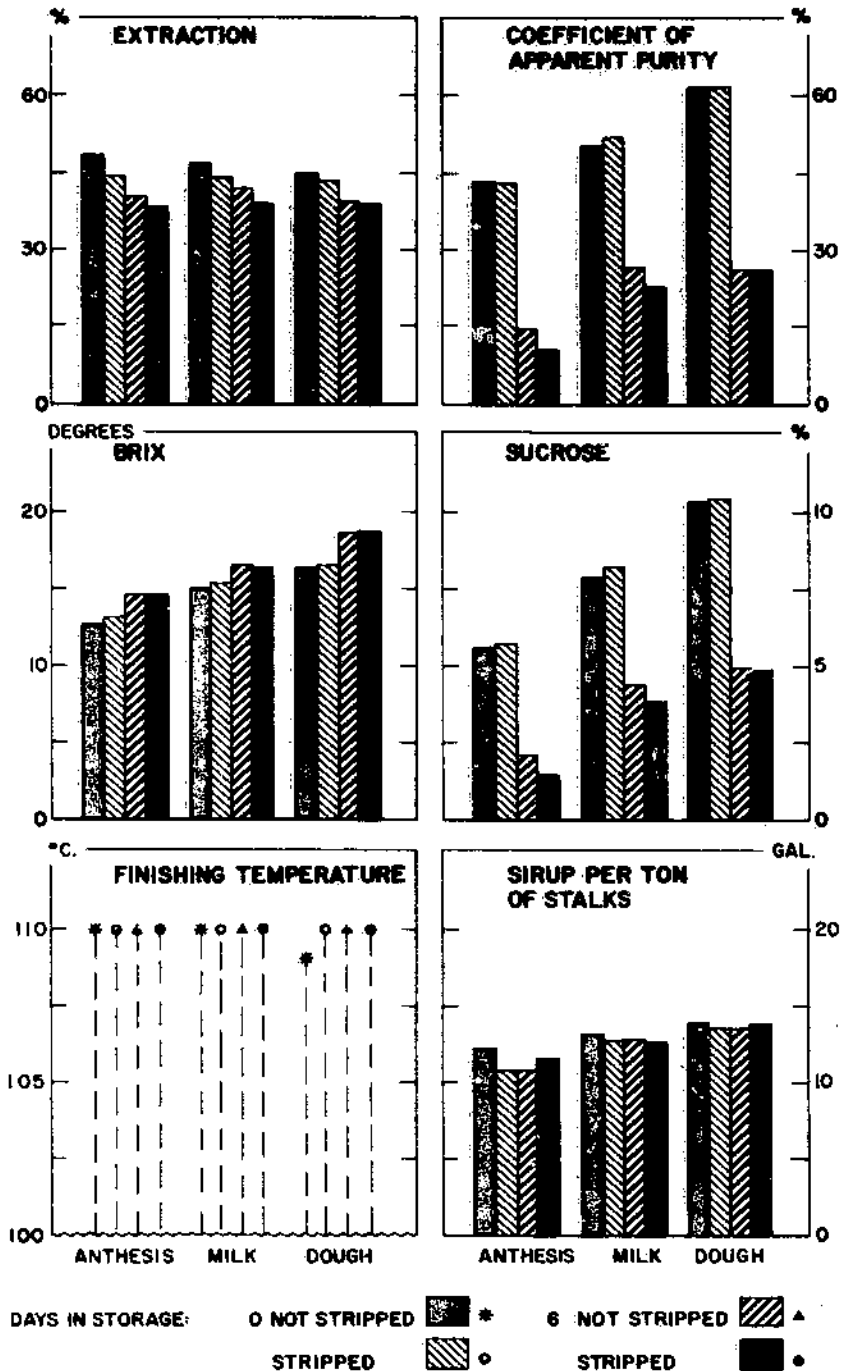 %
EXTRACTION
60
30
0
%
COEFFICIENT OF
APPARENT PURITY
60
30
0
DEGREES
BRIX
20
10
0
%
SUCROSE
10
5
0
°C.
FINISHING TEMPERATURE
110
105
100
ANTHESIS MILK DOUGH
GAL.
SIRUP PER TON
OF STALKS
20
10
0
ANTHESIS MILK DOUGH
DAYS IN STORAGE: 0 NOT STRIPPED 6 NOT STRIPPED
STRIPPED STRIPPED